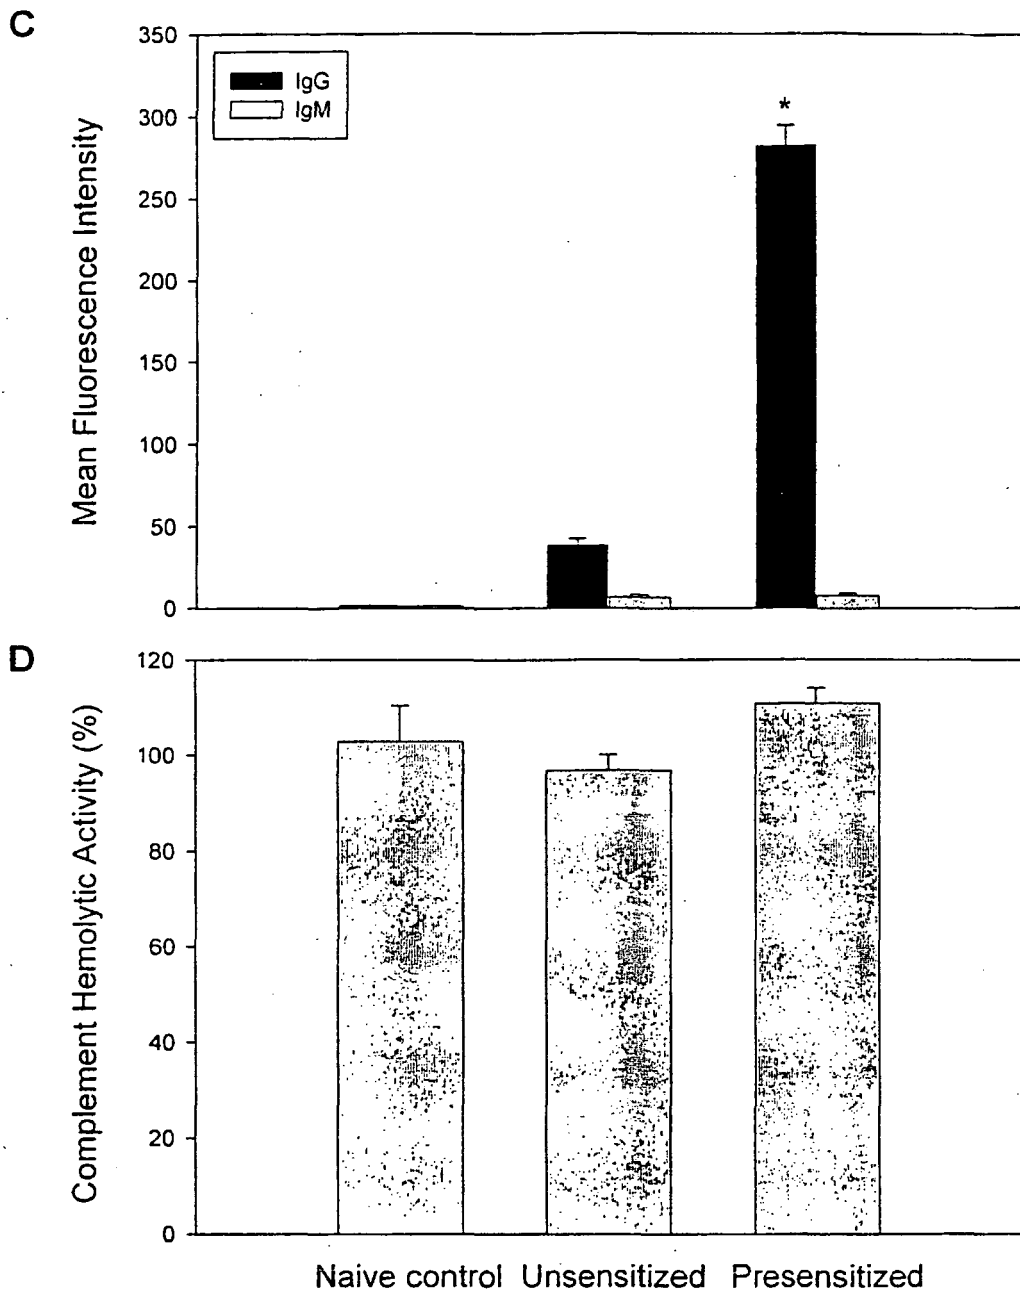 C
Mean Fluorescence Intensity
350
300
250
200
150
100
50
0
IgG
IgM
*
D
Complement Hemolytic Activity (%)
120
100
80
60
40
20
0
Naive control Unsensitized Presensitized